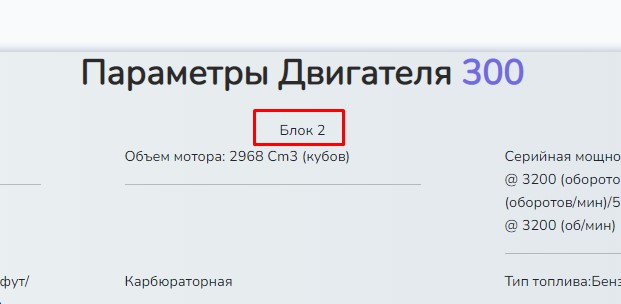 Параметры Двигателя 300
Блок 2
Объем мотора: 2968 Cm3 (кубов)
Серийная мощно
@ 3200 (оборото
(оборотов/мин)/5
@ 3200 (об/мин)
фут/
Карбюраторная
Тип топлива:Бенз